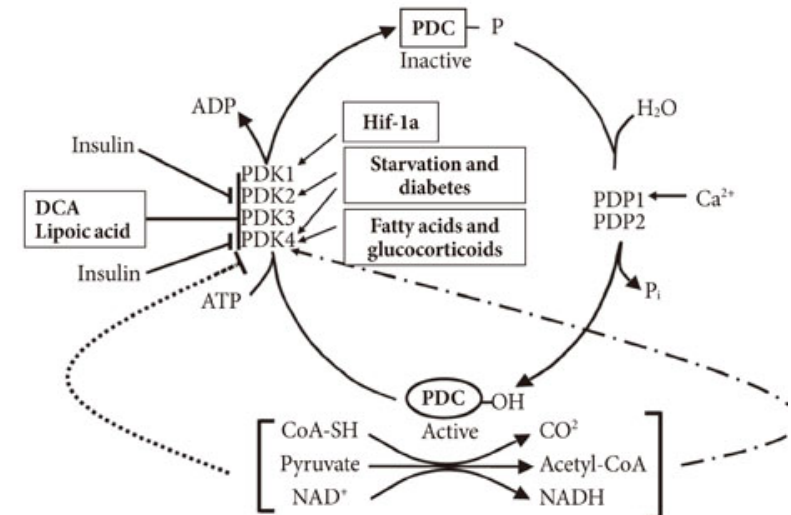 PDC
P
Inactive
ADP
H₂O
Hif-1a
Insulin
PDK1
PDK2
PDK3
PDK4
Starvation and
diabetes
DCA
Lipoic acid
PDP1
PDP2
Ca²⁺
Fatty acids and
glucocorticoids
Insulin
ATP
Pᵢ
PDC
OH
Active
CoA-SH
CO²
Pyruvate
Acetyl-CoA
NAD⁺
NADH